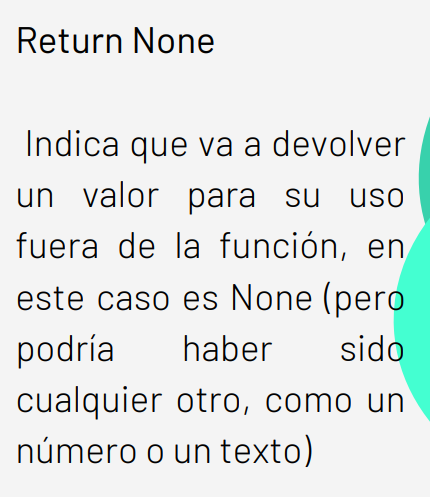 Return None
Indica que va a devolver
un valor para su uso
fuera de la función, en
este caso es None (pero
podría haber sido
cualquier otro, como un
número o un texto)